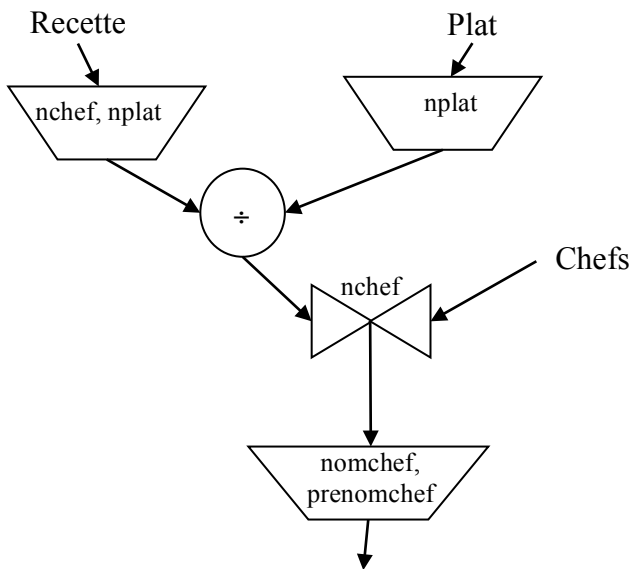 Recette
Plat
nchef, nplat
nplat
÷
Chefs
nchef
nomchef,
prenomchef